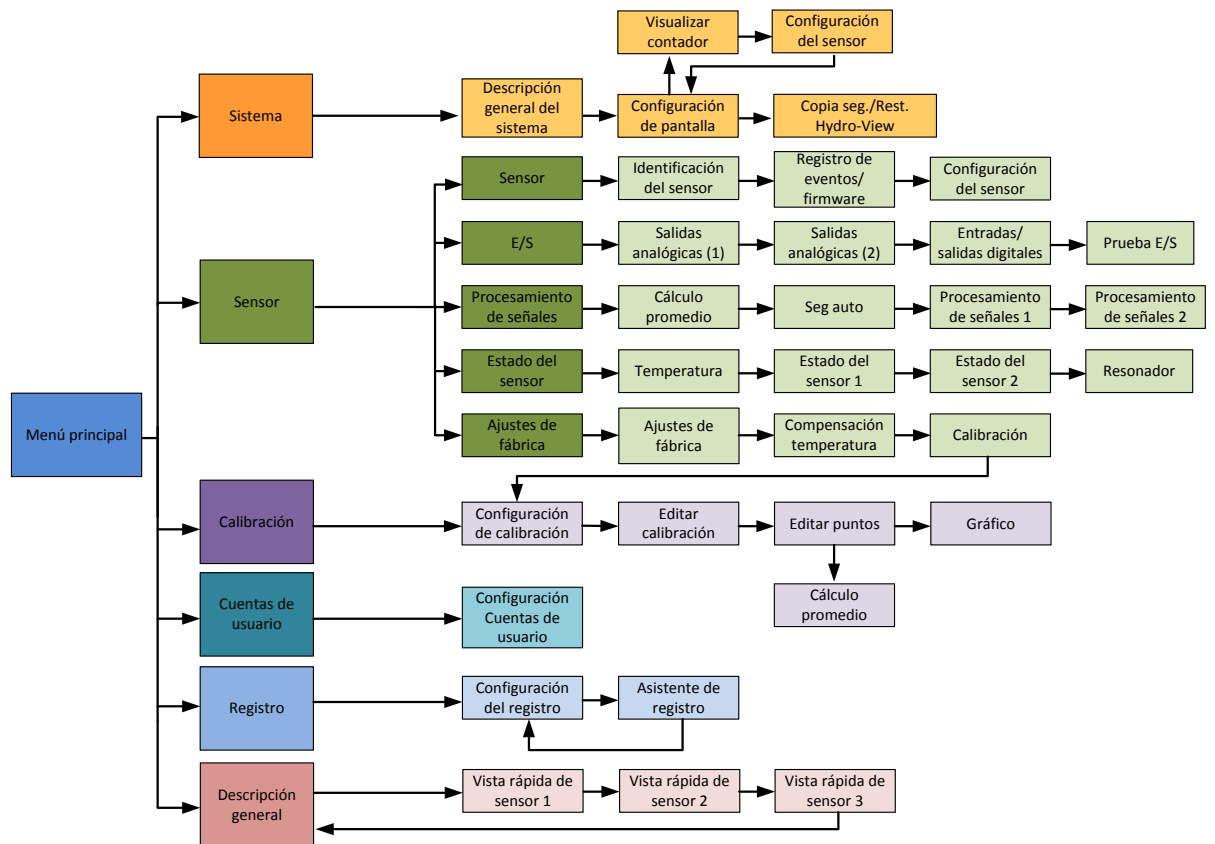 Visualizar
contador
Configuración
del sensor
Sistema
Descripción
general del
sistema
Configuración
de pantalla
Copia seg./Rest.
Hydro-View
Sensor
Identificación
del sensor
Registro de
eventos/
firmware
Configuración
del sensor
E/S
Salidas
analógicas (1)
Salidas
analógicas (2)
Entradas/
salidas digitales
Prueba E/S
Sensor
Procesamiento
de señales
Cálculo
promedio
Seg auto
Procesamiento
de señales 1
Procesamiento
de señales 2
Estado del
sensor
Temperatura
Estado del
sensor 1
Estado del
sensor 2
Resonador
Menú principal
Ajustes de
fábrica
Ajustes de
fábrica
Compensación
temperatura
Calibración
Calibración
Configuración
de calibración
Editar
calibración
Editar puntos
Gráfico
Cálculo
promedio
Cuentas de
usuario
Configuración
Cuentas de
usuario
Registro
Configuración
del registro
Asistente de
registro
Descripción
general
Vista rápida de
sensor 1
Vista rápida de
sensor 2
Vista rápida de
sensor 3